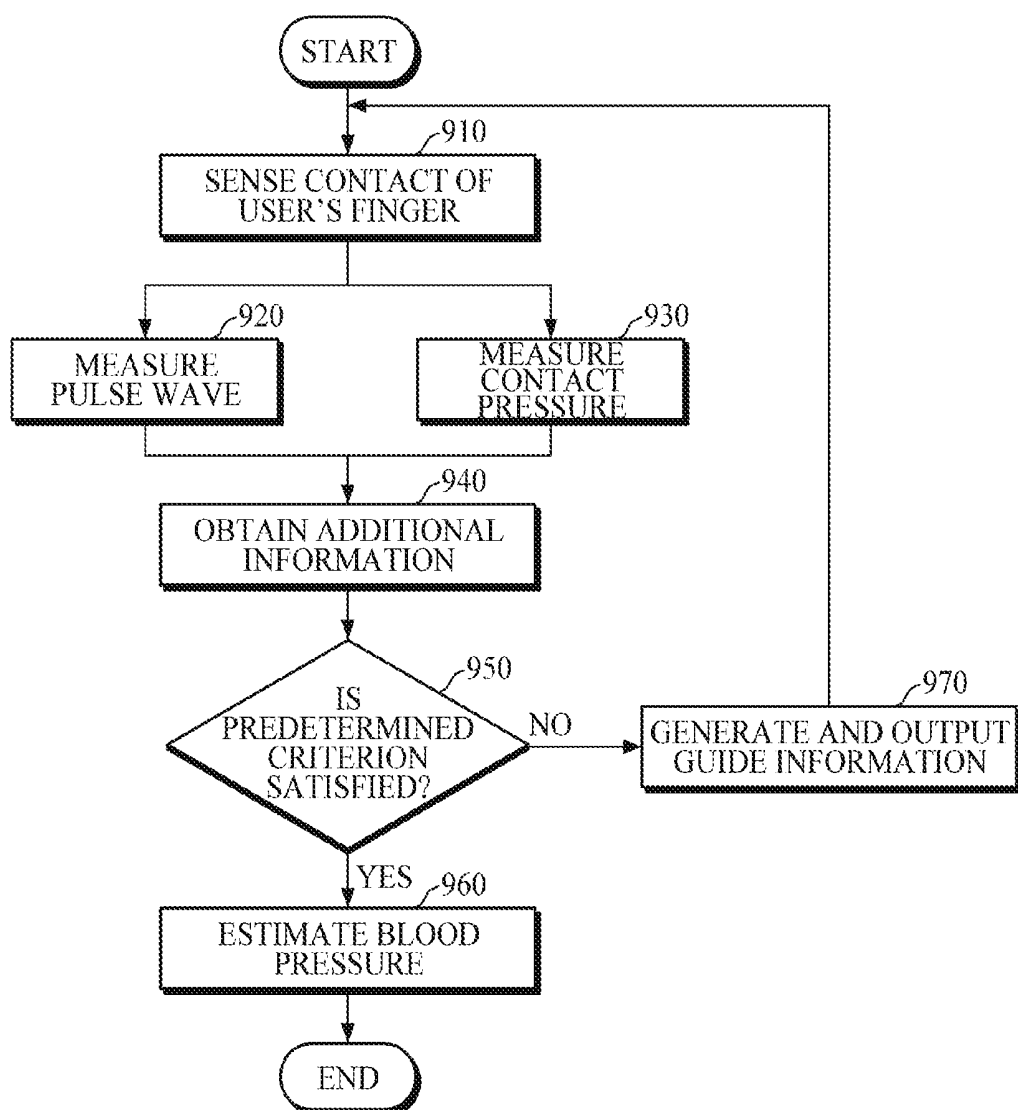 START
910
SENSE CONTACT OF
USER'S FINGER
920
MEASURE
PULSE WAVE
930
MEASURE
CONTACT
PRESSURE
940
OBTAIN ADDITIONAL
INFORMATION
950
IS
PREDETERMINED
CRITERION
SATISFIED?
NO
970
GENERATE AND OUTPUT
GUIDE INFORMATION
YES
960
ESTIMATE BLOOD
PRESSURE
END